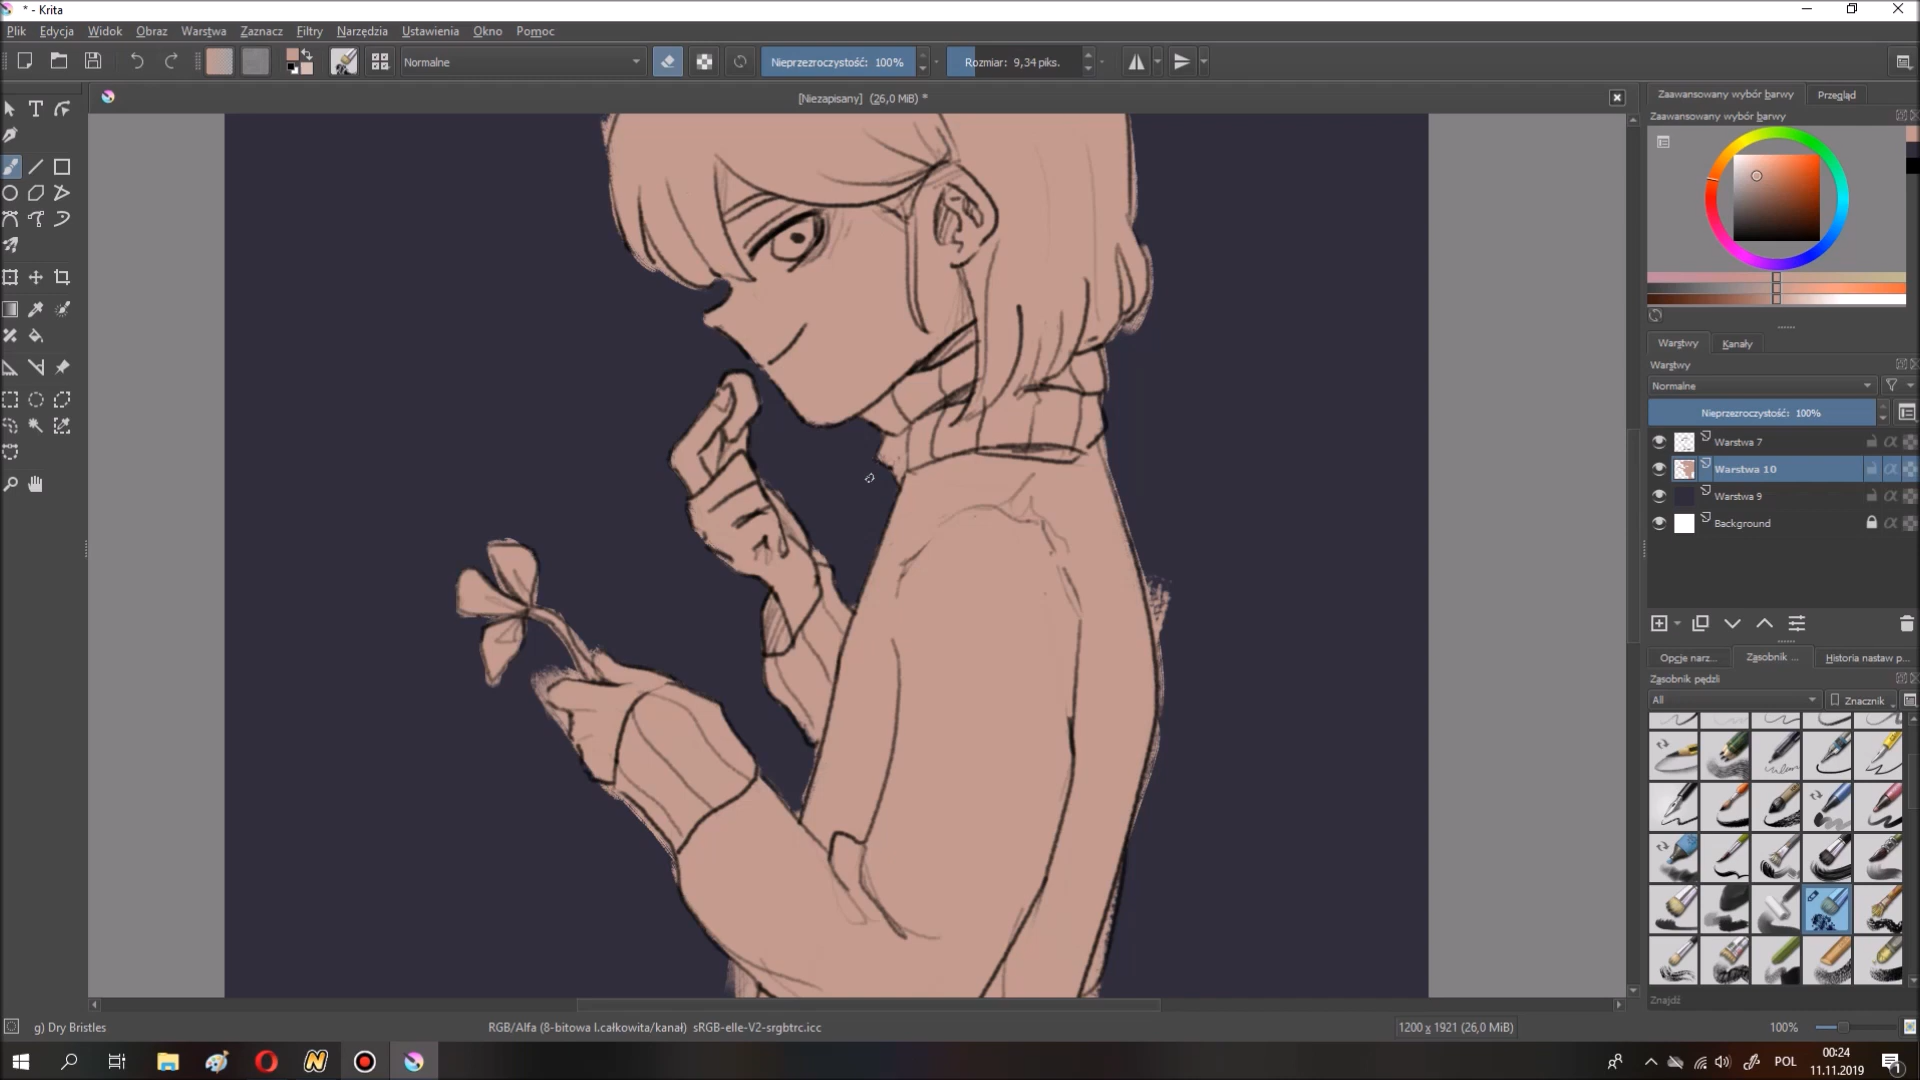 * - Krita
Plik Edycja Widok Obraz Warstwa Zaznacz Filtry Narzędzia Ustawienia Okno Pomoc
Normalne Nieprzezroczystość: 100% Rozmiar: 9,34 piks.
[Niezapisany] (26,0 MiB) *
Zaawansowany wybór barwy Przegląd
Zaawansowany wybór barwy
Warstwy Kanały
Warstwy
Normalne
Nieprzezroczystość: 100%
Warstwa 7
Warstwa 10
Warstwa 9
Background
Opcje narz... Zasobnik ... Historia nastaw p...
Zasobnik pędzli
All Znacznik
Znajdź
g) Dry Bristles RGB/Alfa (8-bitowa l.całkowita/kanał) sRGB-elle-V2-srgbtrc.icc 1200 x 1921 (26,0 MiB) 100%
POL
00:24
11.11.2019
1